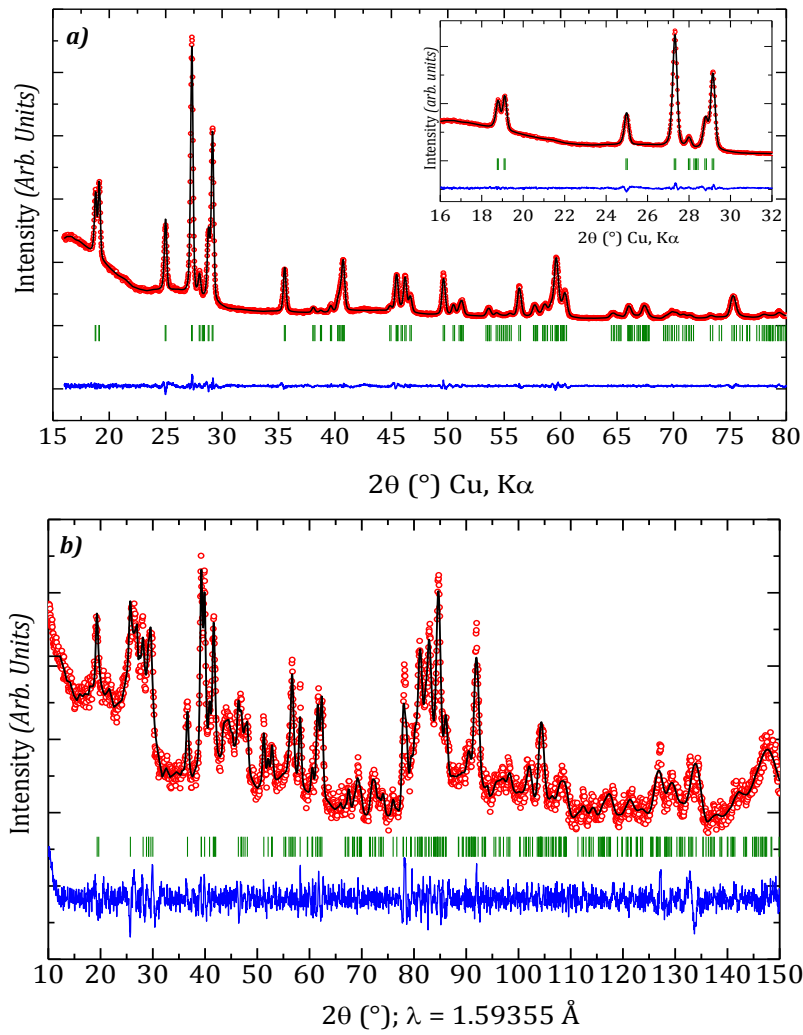 a)
Intensity (Arb. Units)
15 20 25 30 35 40 45 50 55 60 65 70 75 80
2θ (°) Cu, Kα
Intensity (arb. units)
16 18 20 22 24 26 28 30 32
2θ (°) Cu, Kα
b)
Intensity (Arb. Units)
10 20 30 40 50 60 70 80 90 100 110 120 130 140 150
2θ (°); λ = 1.59355 Å